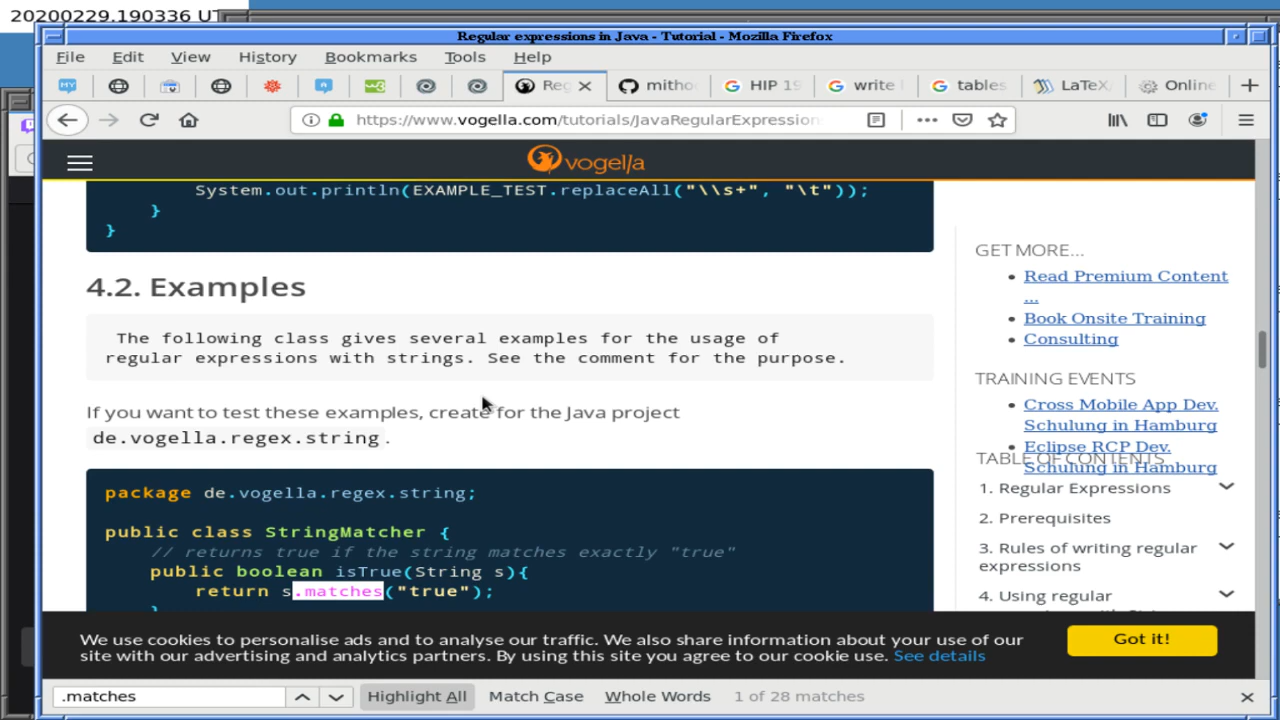 20200229.190336 UT
Regular expressions in Java - Tutorial - Mozilla Firefox
File Edit View History Bookmarks Tools Help
Reg mitho HIP 19 write tables LaTeX Online
https://www.vogella.com/tutorials/JavaRegularExpression
vogella
System.out.println(EXAMPLE_TEST.replaceAll("\\s+", "\t"));
}
}
4.2. Examples
The following class gives several examples for the usage of
regular expressions with strings. See the comment for the purpose.
If you want to test these examples, create for the Java project
de.vogella.regex.string.
package de.vogella.regex.string;
public class StringMatcher {
// returns true if the string matches exactly "true"
public boolean isTrue(String s){
return s.matches("true");
}
GET MORE...
Read Premium Content
...
Book Onsite Training
Consulting
TRAINING EVENTS
Cross Mobile App Dev.
Schulung in Hamburg
Eclipse RCP Dev.
Schulung in Hamburg
TABLE OF CONTENTS
1. Regular Expressions
2. Prerequisites
3. Rules of writing regular
expressions
4. Using regular
We use cookies to personalise ads and to analyse our traffic. We also share information about your use of our
site with our advertising and analytics partners. By using this site you agree to our cookie use. See details
Got it!
.matches Highlight All Match Case Whole Words 1 of 28 matches